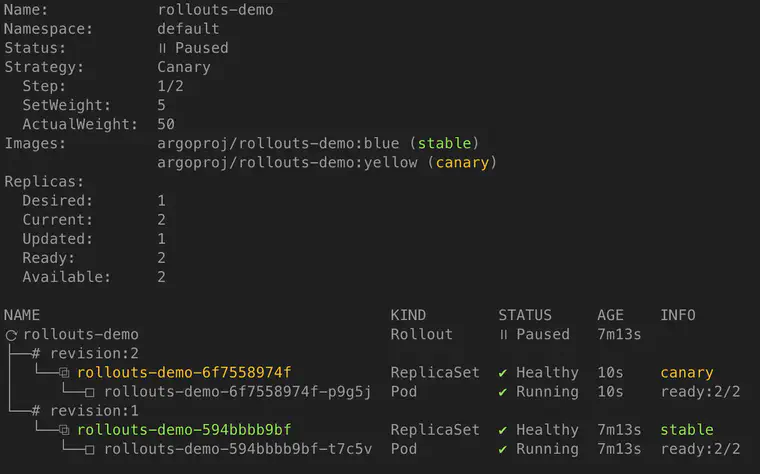 Name: rollouts-demo
Namespace: default
Status: ॥ Paused
Strategy: Canary
Step: 1/2
SetWeight: 5
ActualWeight: 50
Images: argoproj/rollouts-demo:blue (stable)
argoproj/rollouts-demo:yellow (canary)
Replicas:
Desired: 1
Current: 2
Updated: 1
Ready: 2
Available: 2
NAME KIND STATUS AGE INFO
⟳ rollouts-demo Rollout ॥ Paused 7m13s
├──# revision:2
│  └──⧉ rollouts-demo-6f7558974f ReplicaSet ✔ Healthy 10s canary
│     └──□ rollouts-demo-6f7558974f-p9g5j Pod ✔ Running 10s ready:2/2
└──# revision:1
   └──⧉ rollouts-demo-594bbbb9bf ReplicaSet ✔ Healthy 7m13s stable
      └──□ rollouts-demo-594bbbb9bf-t7c5v Pod ✔ Running 7m13s ready:2/2